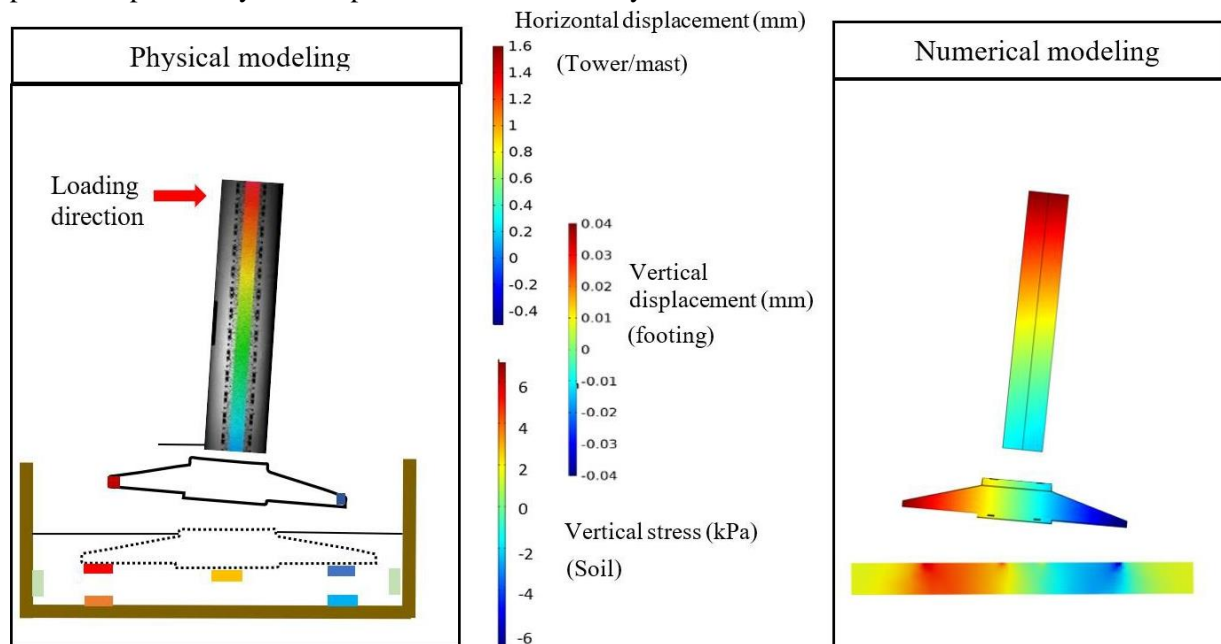 Physical modeling
Horizontal displacement (mm)
(Tower/mast)
1.6
1.4
1.2
1
0.8
0.6
0.4
0.2
0
-0.2
-0.4
Loading
direction
0.04
0.03
0.02
0.01
0
-0.01
-0.02
-0.03
-0.04
Vertical
displacement (mm)
(footing)
6
4
2
0
-2
-4
-6
Vertical stress (kPa)
(Soil)
Numerical modeling